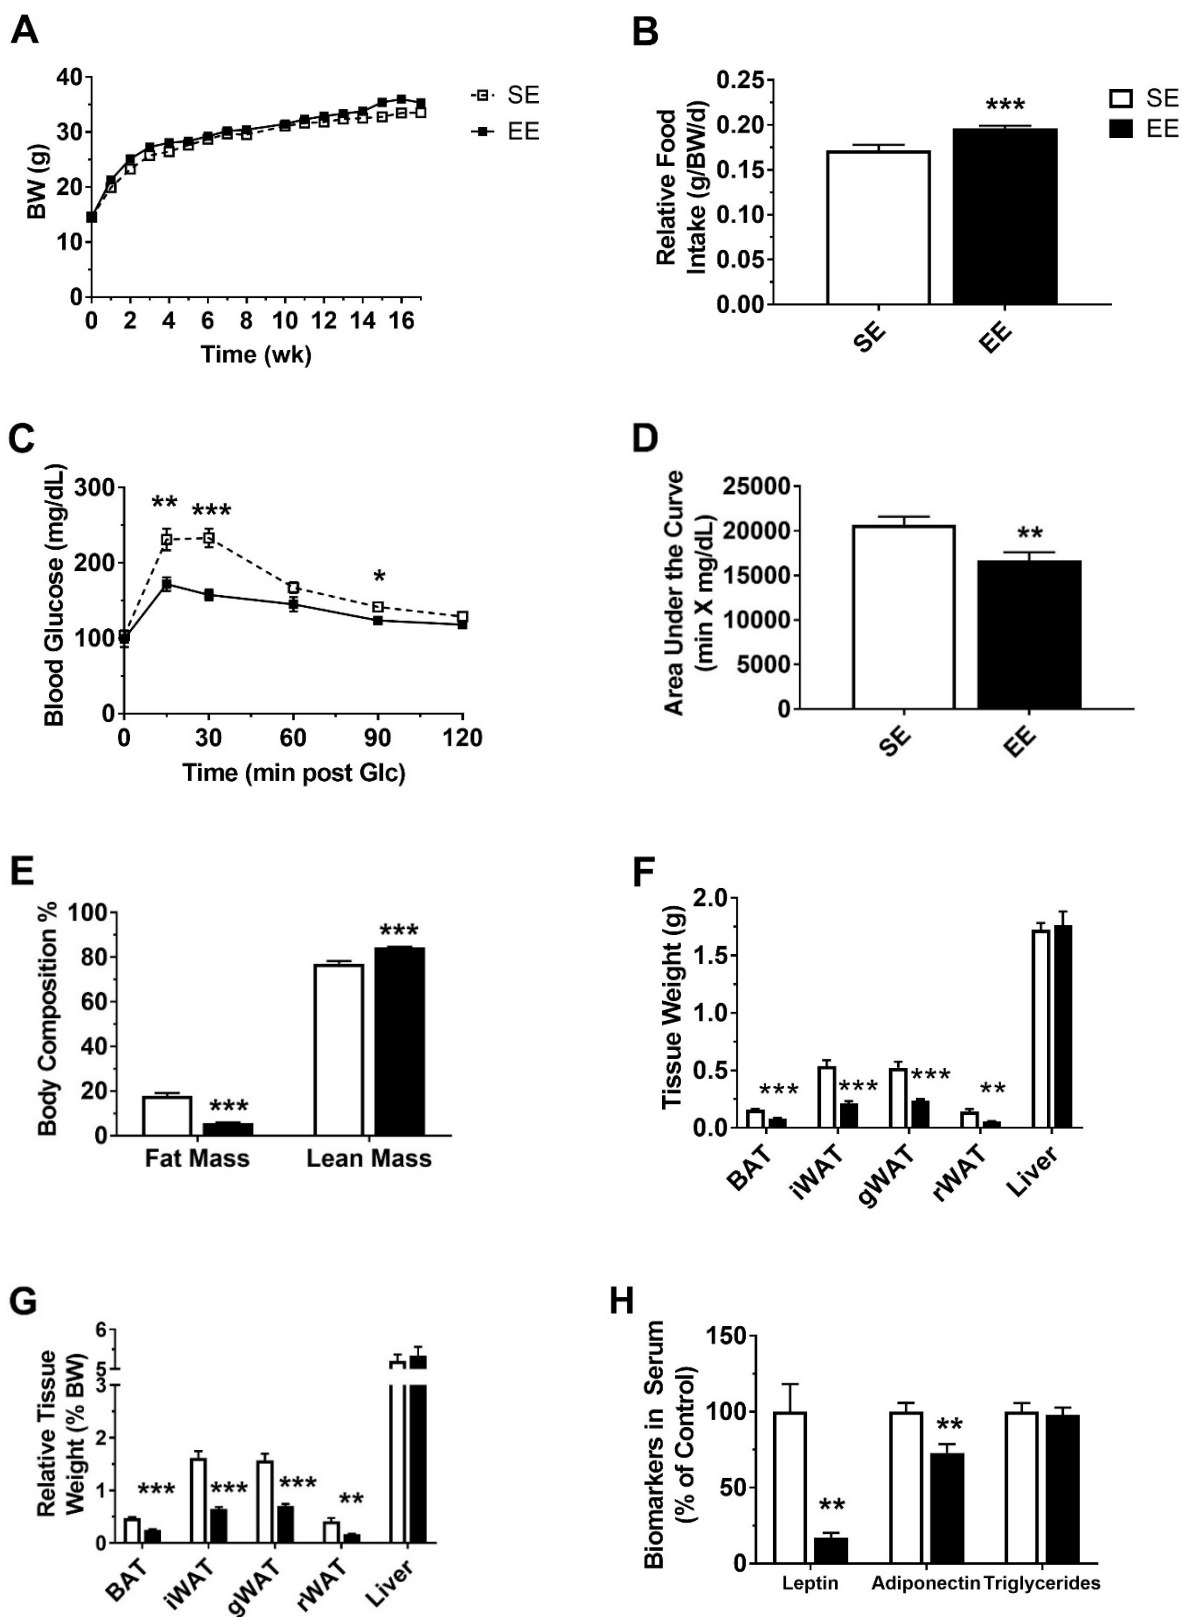 A
BW (g)
40
30
20
10
0
0 2 4 6 8 10 12 14 16
Time (wk)
SE
EE
B
Relative Food
Intake (g/BW/d)
0.25
0.20
0.15
0.10
0.05
0.00
***
SE
EE
SE
EE
C
Blood Glucose (mg/dL)
300
200
100
0
** *** *
0 30 60 90 120
Time (min post Glc)
D
Area Under the Curve
(min X mg/dL)
25000
20000
15000
10000
5000
0
**
SE
EE
E
Body Composition %
100
80
60
40
20
0
***
***
Fat Mass Lean Mass
F
Tissue Weight (g)
2.0
1.5
1.0
0.5
0.0
*** *** *** **
BAT
iWAT
gWAT
rWAT
Liver
G
Relative Tissue
Weight (% BW)
6
5
3
2
1
0
*** *** *** **
BAT
iWAT
gWAT
rWAT
Liver
H
Biomarkers in Serum
(% of Control)
150
100
50
0
**
**
Leptin Adiponectin Triglycerides